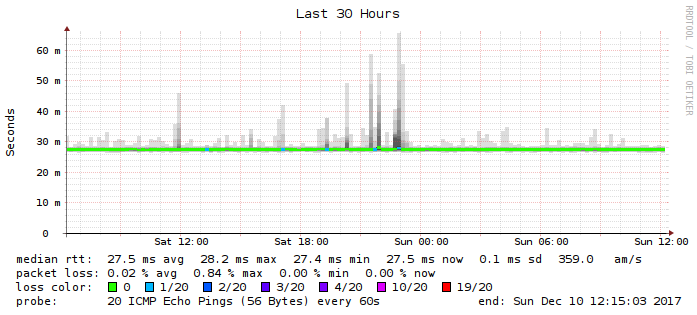 Last 30 Hours
RRDTOOL / TOBI OETIKER
Seconds
60 m
50 m
40 m
30 m
20 m
10 m
0
Sat 12:00 Sat 18:00 Sun 00:00 Sun 06:00 Sun 12:00
median rtt: 27.5 ms avg 28.2 ms max 27.4 ms min 27.5 ms now 0.1 ms sd 359.0 am/s
packet loss: 0.02 % avg 0.84 % max 0.00 % min 0.00 % now
loss color: 0 1/20 2/20 3/20 4/20 10/20 19/20
probe: 20 ICMP Echo Pings (56 Bytes) every 60s end: Sun Dec 10 12:15:03 2017